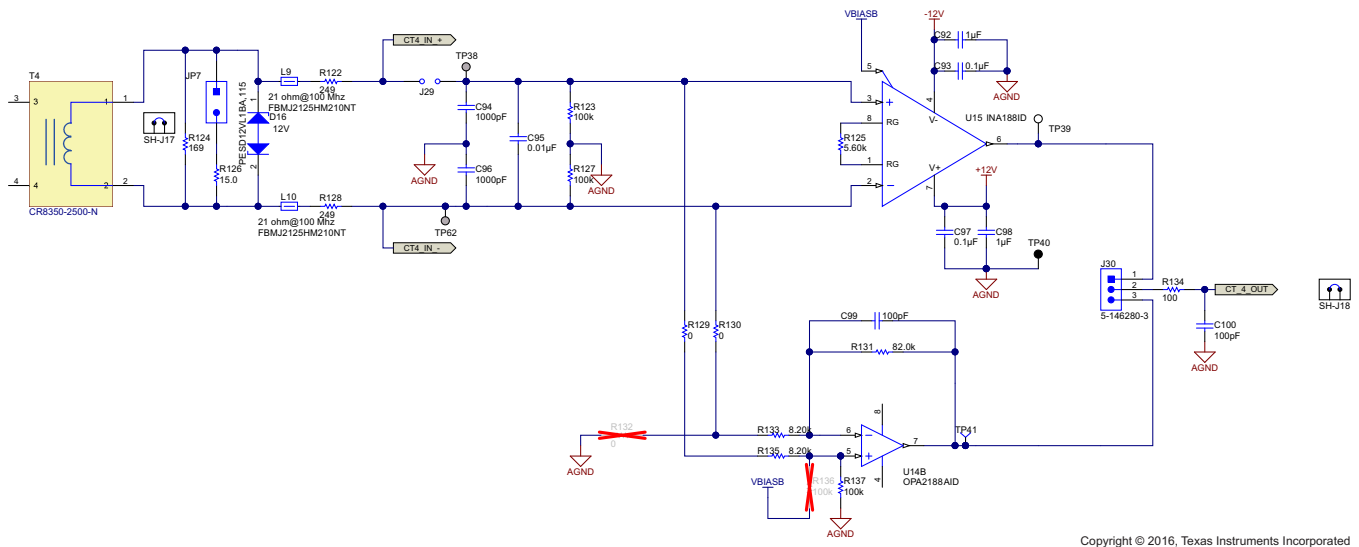 VBIASB
-12V
CT4_IN_+
C92
1µF
TP38
T4
JP7
L9
R122
249
21 ohm@100 Mhz
FBMJ2125HM210NT
J29
C93
0.1µF
5
AGND
3
3
1
1
SH-J17
R124
169
R126
15.0
PESD12VL1BA,115
1
D16
12V
2
C94
1000pF
C95
0.01µF
C96
1000pF
AGND
R123
100k
R127
100k
AGND
3
+
4
V-
U15 INA188ID
TP39
8
RG
R125
5.60k
1
RG
6
V+
7
2
−
+12V
4
4
2
2
CR8350-2500-N
L10
R128
249
21 ohm@100 Mhz
FBMJ2125HM210NT
TP62
CT4_IN_-
C97
0.1µF
C98
1µF
TP40
AGND
J30
1
2
3
5-146280-3
R134
100
CT_4_OUT
SH-J18
C100
100pF
AGND
R129
0
R130
0
C99
100pF
R131
82.0k
R132
0
AGND
R133
8.20k
6
−
8
7
TP41
R135
8.20k
5
+
4
U14B
OPA2188AID
VBIASB
R136
100k
R137
100k
AGND
Copyright © 2016, Texas Instruments Incorporated